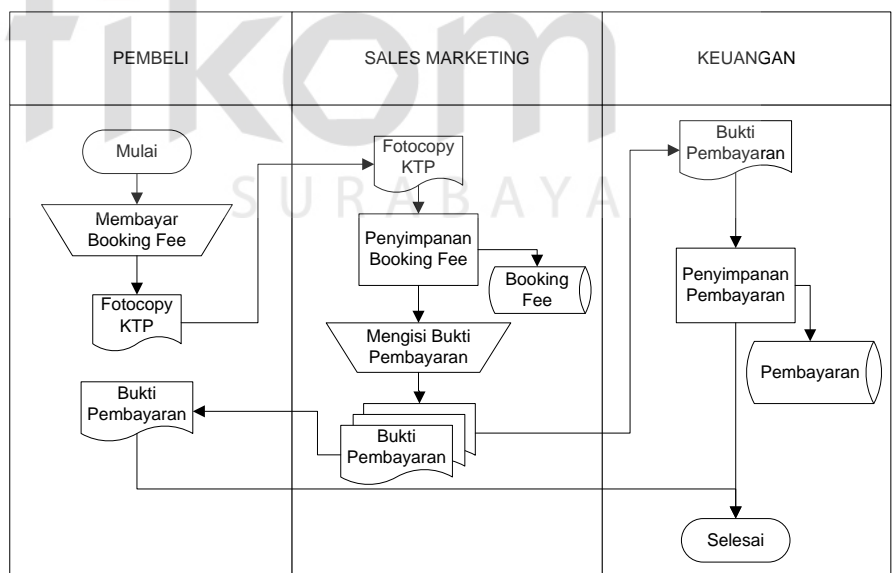 tikom
SURABAYA
PEMBELI
SALES MARKETING
KEUANGAN
Mulai
Membayar
Booking Fee
Fotocopy
KTP
Bukti
Pembayaran
Fotocopy
KTP
Penyimpanan
Booking Fee
Booking
Fee
Mengisi Bukti
Pembayaran
Bukti
Pembayaran
Bukti
Pembayaran
Penyimpanan
Pembayaran
Pembayaran
Selesai